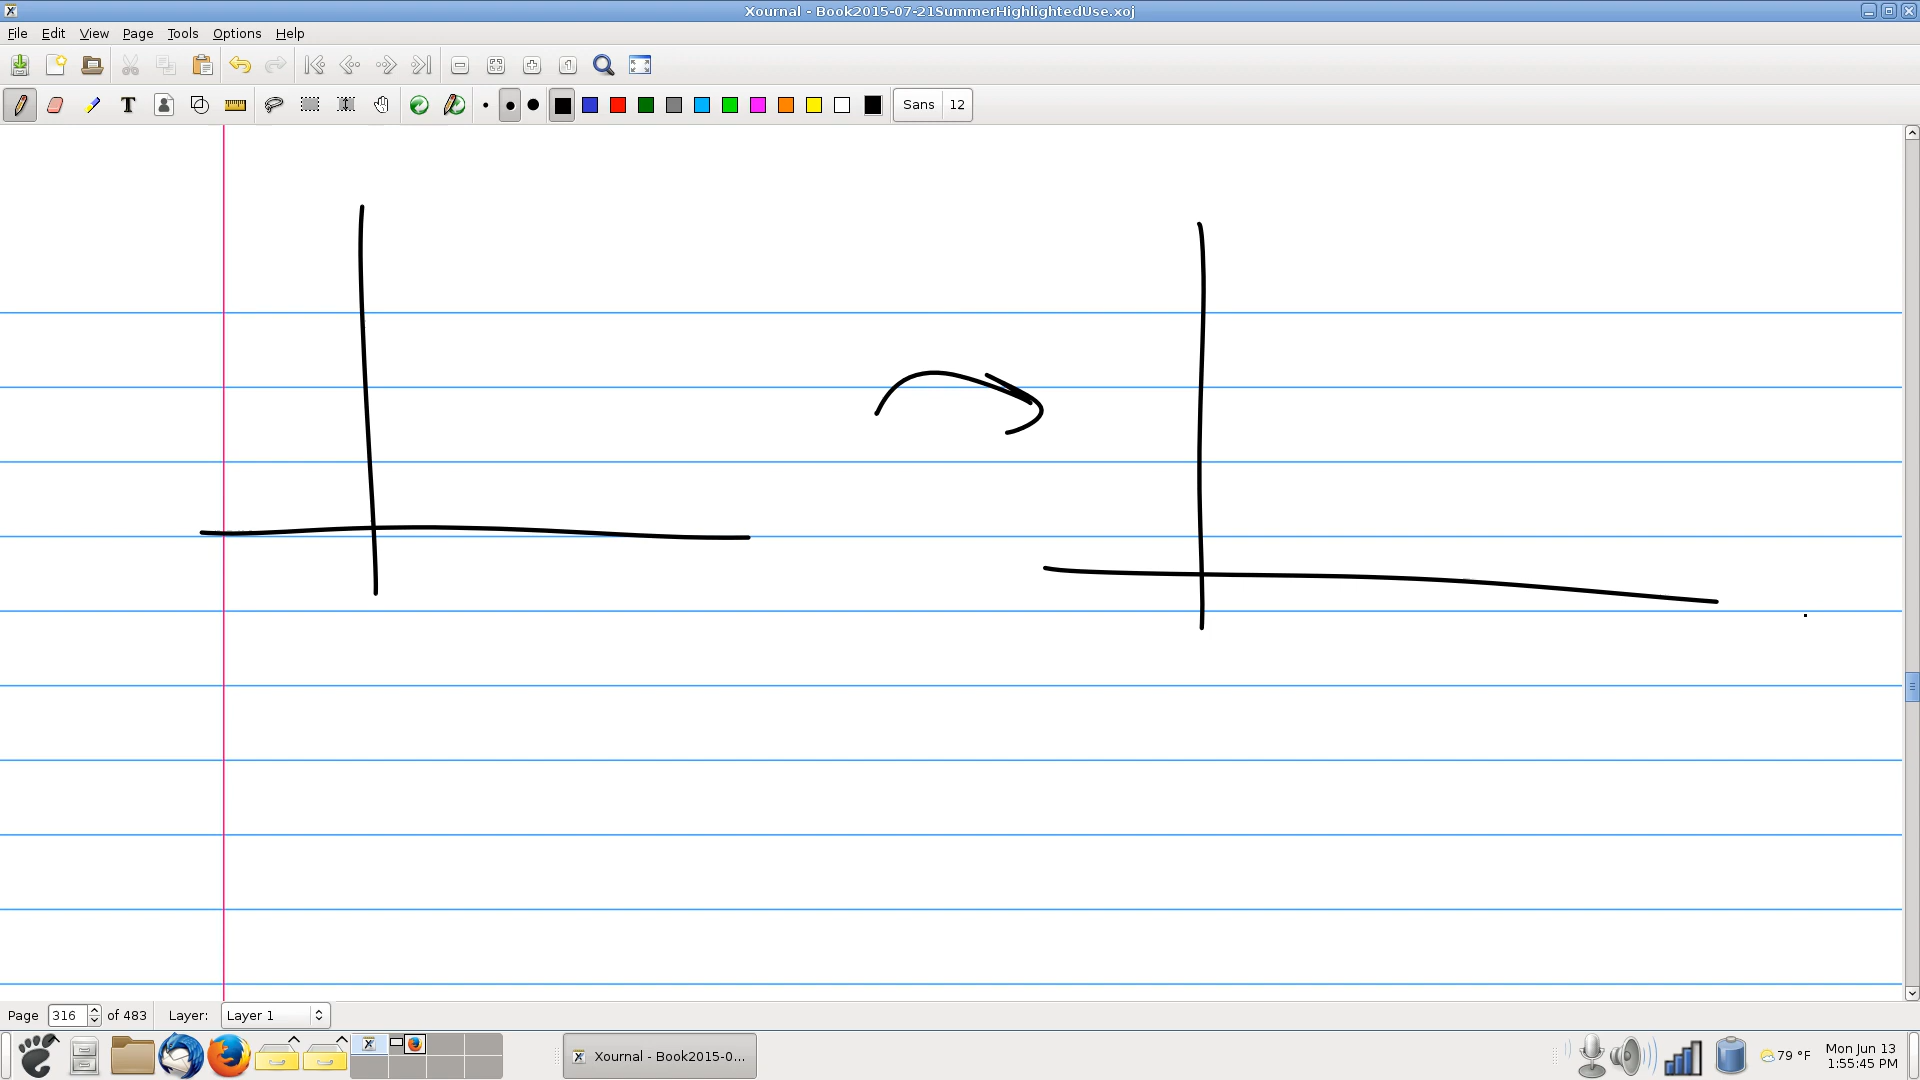 Xournal - Book2015-07-21SummerHighlightedUse.xoj
File Edit View Page Tools Options Help
Sans 12
Page 316 of 483 Layer: Layer 1
Xournal - Book2015-0...
79 °F
Mon Jun 13
1:55:45 PM